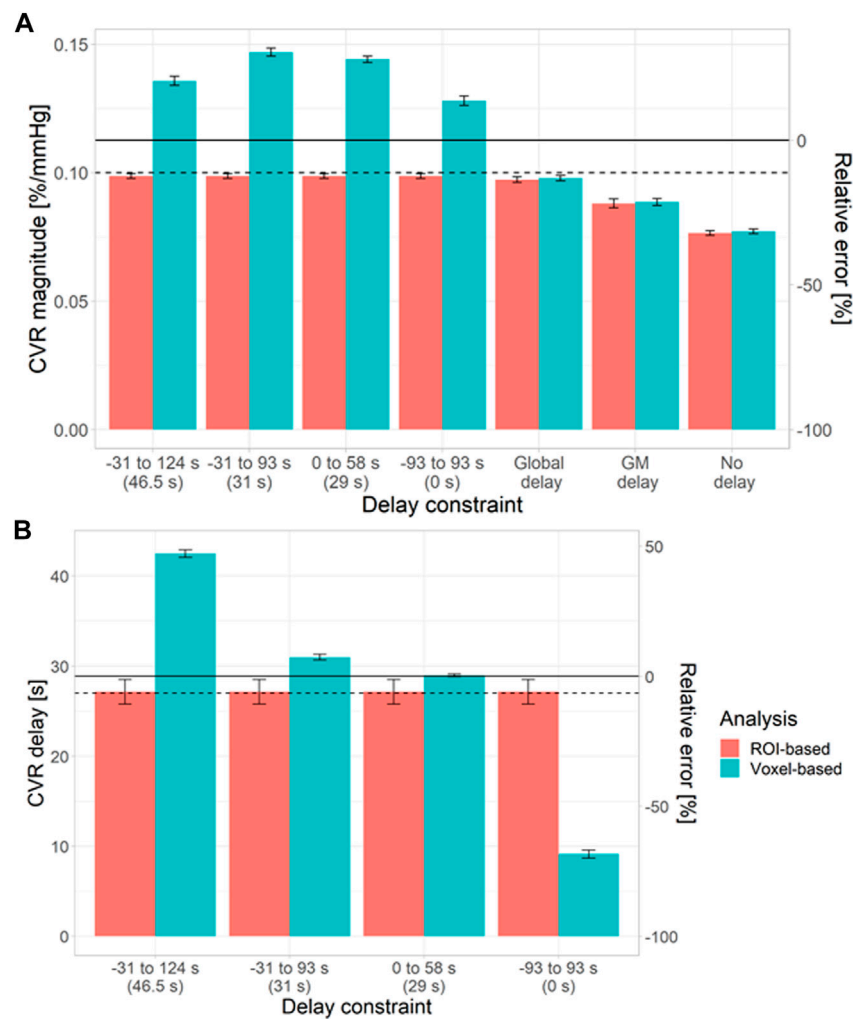 A
CVR magnitude [%/mmHg]
0.15
0.10
0.05
0.00
0
-50
-100
Relative error [%]
-31 to 124 s
(46.5 s)
-31 to 93 s
(31 s)
0 to 58 s
(29 s)
-93 to 93 s
(0 s)
Global
delay
GM
delay
No
delay
Delay constraint
B
CVR delay [s]
40
30
20
10
0
50
0
-50
-100
Relative error [%]
-31 to 124 s
(46.5 s)
-31 to 93 s
(31 s)
0 to 58 s
(29 s)
-93 to 93 s
(0 s)
Delay constraint
Analysis
ROI-based
Voxel-based